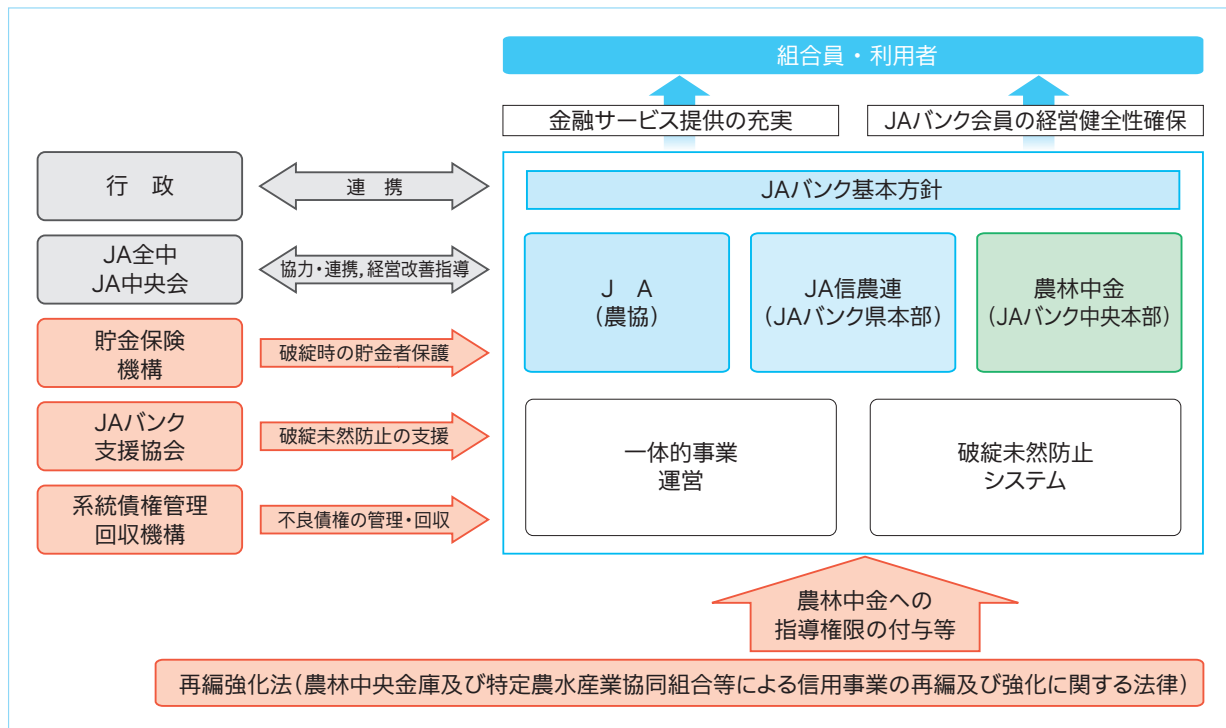 組合員・利用者
金融サービス提供の充実
JAバンク会員の経営健全性確保
行　政
連　携
JAバンク基本方針
JA全中
JA中央会
協力・連携,経営改善指導
J　A
（農協）
JA信農連
（JAバンク県本部）
農林中金
（JAバンク中央本部）
貯金保険
機構
破綻時の貯金者保護
JAバンク
支援協会
破綻未然防止の支援
一体的事業
運営
破綻未然防止
システム
系統債権管理
回収機構
不良債権の管理・回収
農林中金への
指導権限の付与等
再編強化法（農林中央金庫及び特定農水産業協同組合等による信用事業の再編及び強化に関する法律）